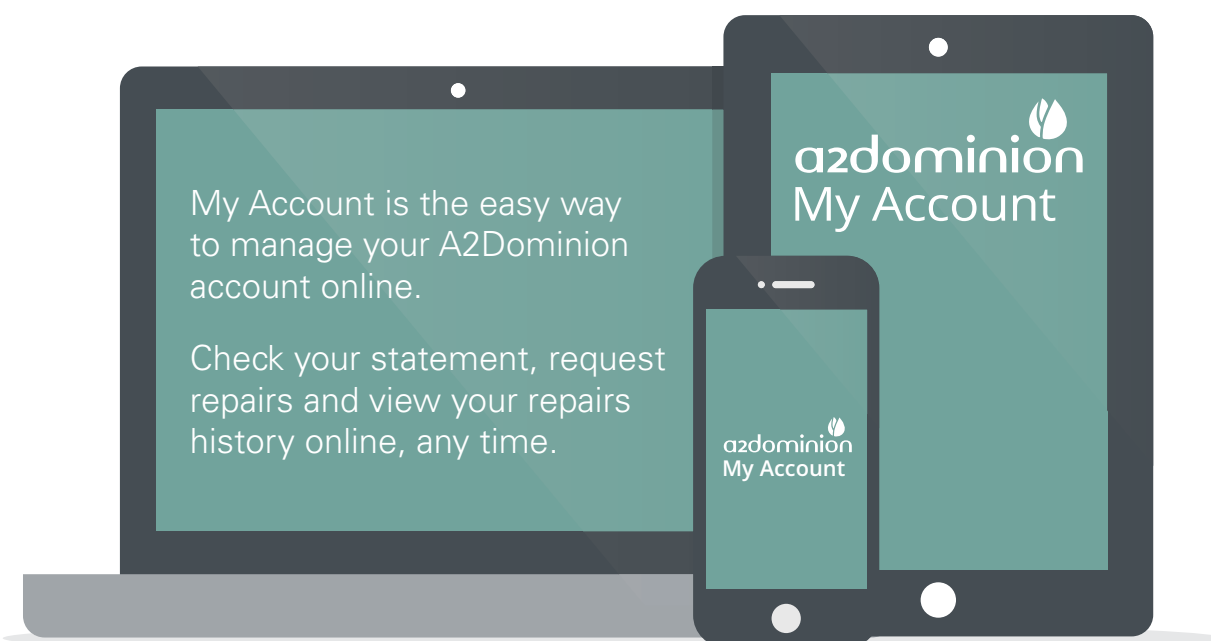 My Account is the easy way
to manage your A2Dominion
account online.
Check your statement, request
repairs and view your repairs
history online, any time.
a2dominion
My Account
a2dominion
My Account